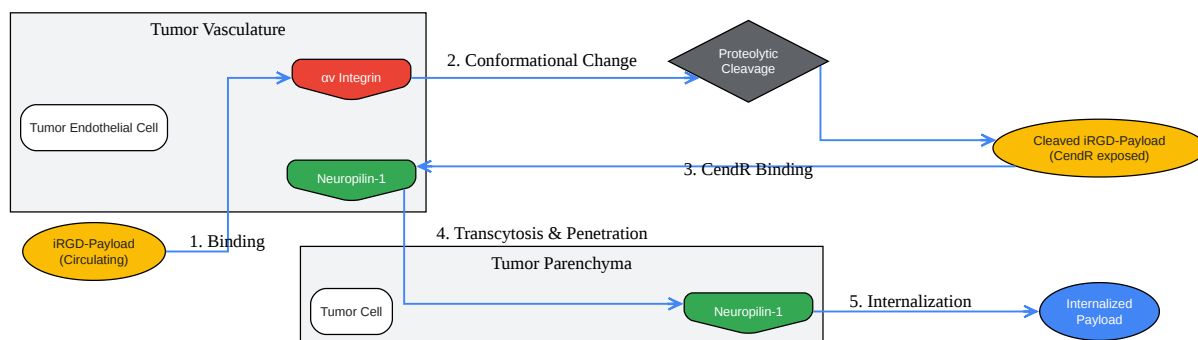 Tumor Vasculature
αv Integrin
2. Conformational Change
Proteolytic
Cleavage
Tumor Endothelial Cell
Cleaved iRGD-Payload
(CendR exposed)
3. CendR Binding
Neuropilin-1
iRGD-Payload
(Circulating)
1. Binding
4. Transcytosis & Penetration
Tumor Parenchyma
Tumor Cell
Neuropilin-1
5. Internalization
Internalized
Payload